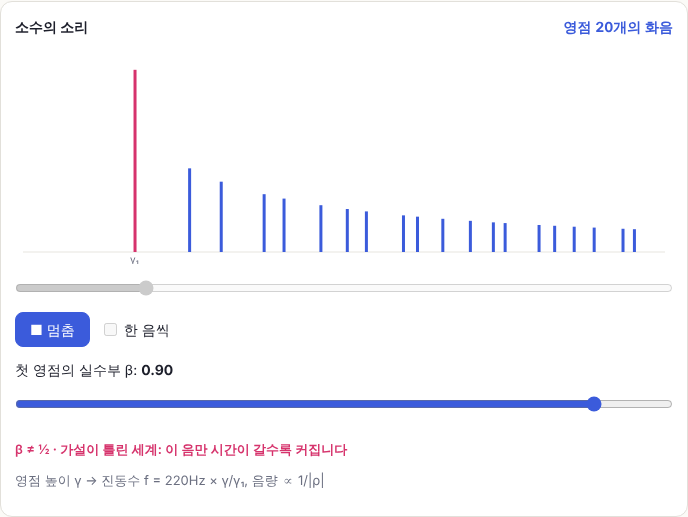 소수의 소리
영점 20개의 화음
γ₁
멈춤
한 음씩
첫 영점의 실수부 β: 0.90
β ≠ ½ · 가설이 틀린 세계: 이 음만 시간이 갈수록 커집니다
영점 높이 γ → 진동수 f = 220Hz × γ/γ₁, 음량 ∝ 1/|ρ|